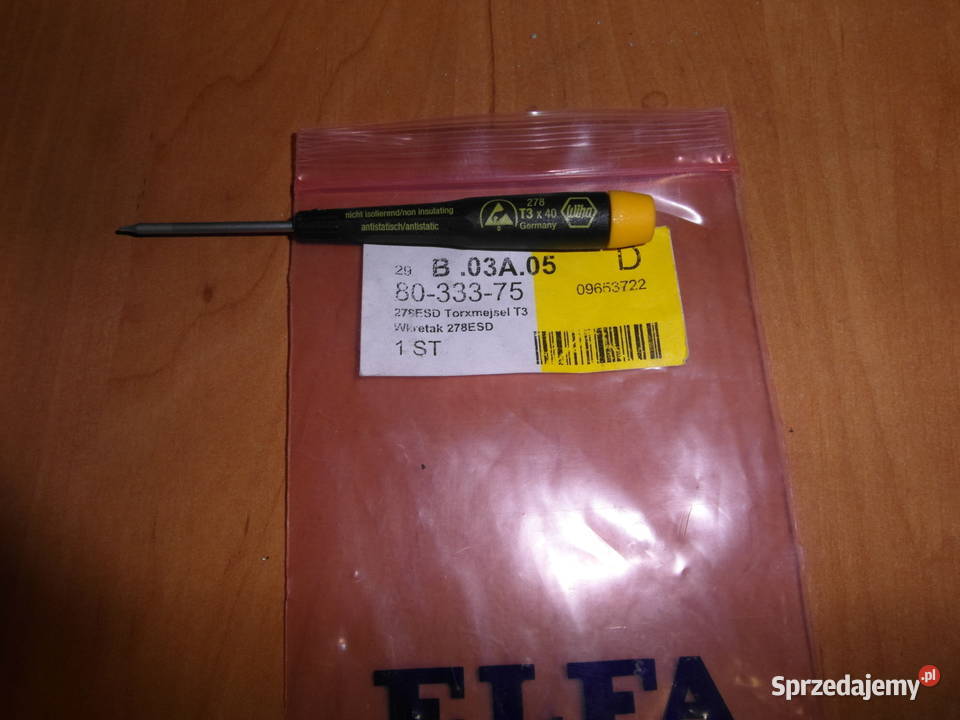 nicht isolierend/non insulating
antistatisch/antistatic
278
T3 x 40
Germany
Wiha
29 B .03A.05 D
80-333-75
09653722
278ESD Torxmejsel T3
Wkretak 278ESD
1 ST
ELFA
Sprzedajemy.pl